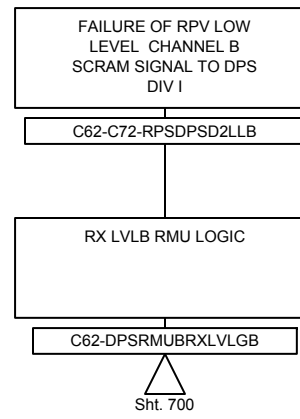 FAILURE OF RPV LOW
LEVEL CHANNEL B
SCRAM SIGNAL TO DPS
DIV I
C62-C72-RPSDPSD2LLB
RX LVLB RMU LOGIC
C62-DPSRMUBRXLVLGB
Sht. 700